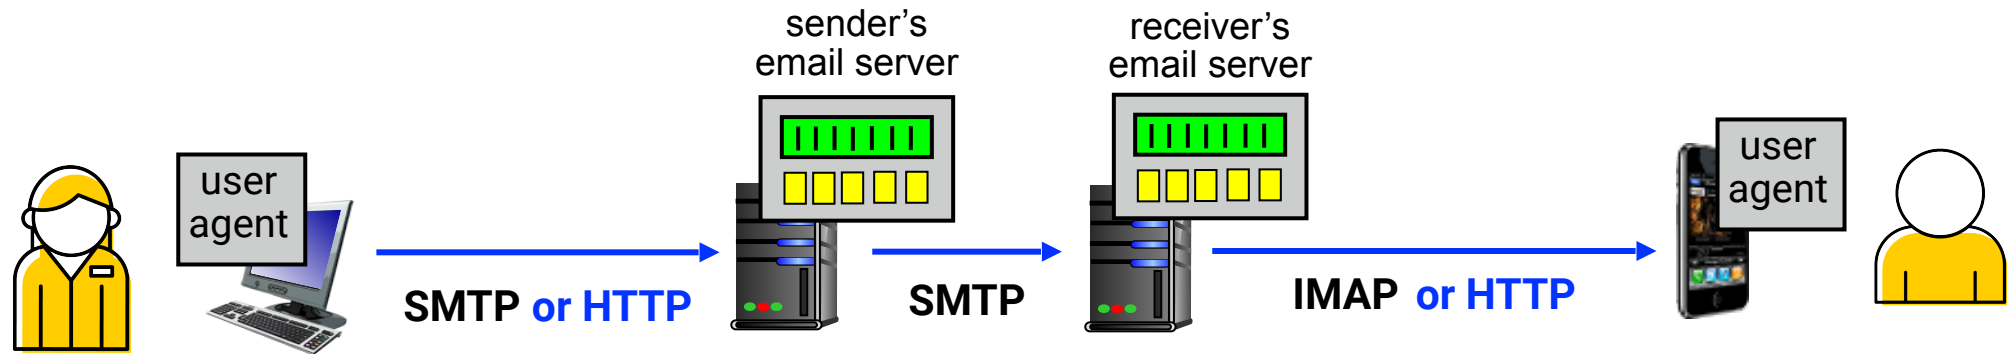 sender’s
email server
receiver’s
email server
user
agent
user
agent
SMTP or HTTP
SMTP
IMAP or HTTP